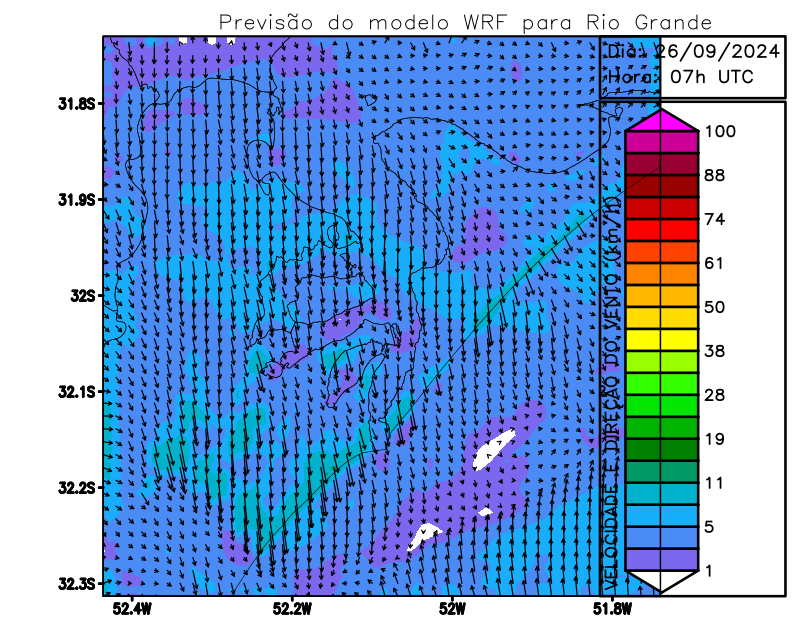 Previsão do modelo WRF para Rio Grande
Dia: 26/09/2024
Hora: 07h UTC
31.8S
31.9S
32S
32.1S
32.2S
32.3S
52.4W
52.2W
52W
51.8W
VELOCIDADE E DIREÇÃO DO VENTO (km/h)
100
88
74
61
50
38
28
19
11
5
1